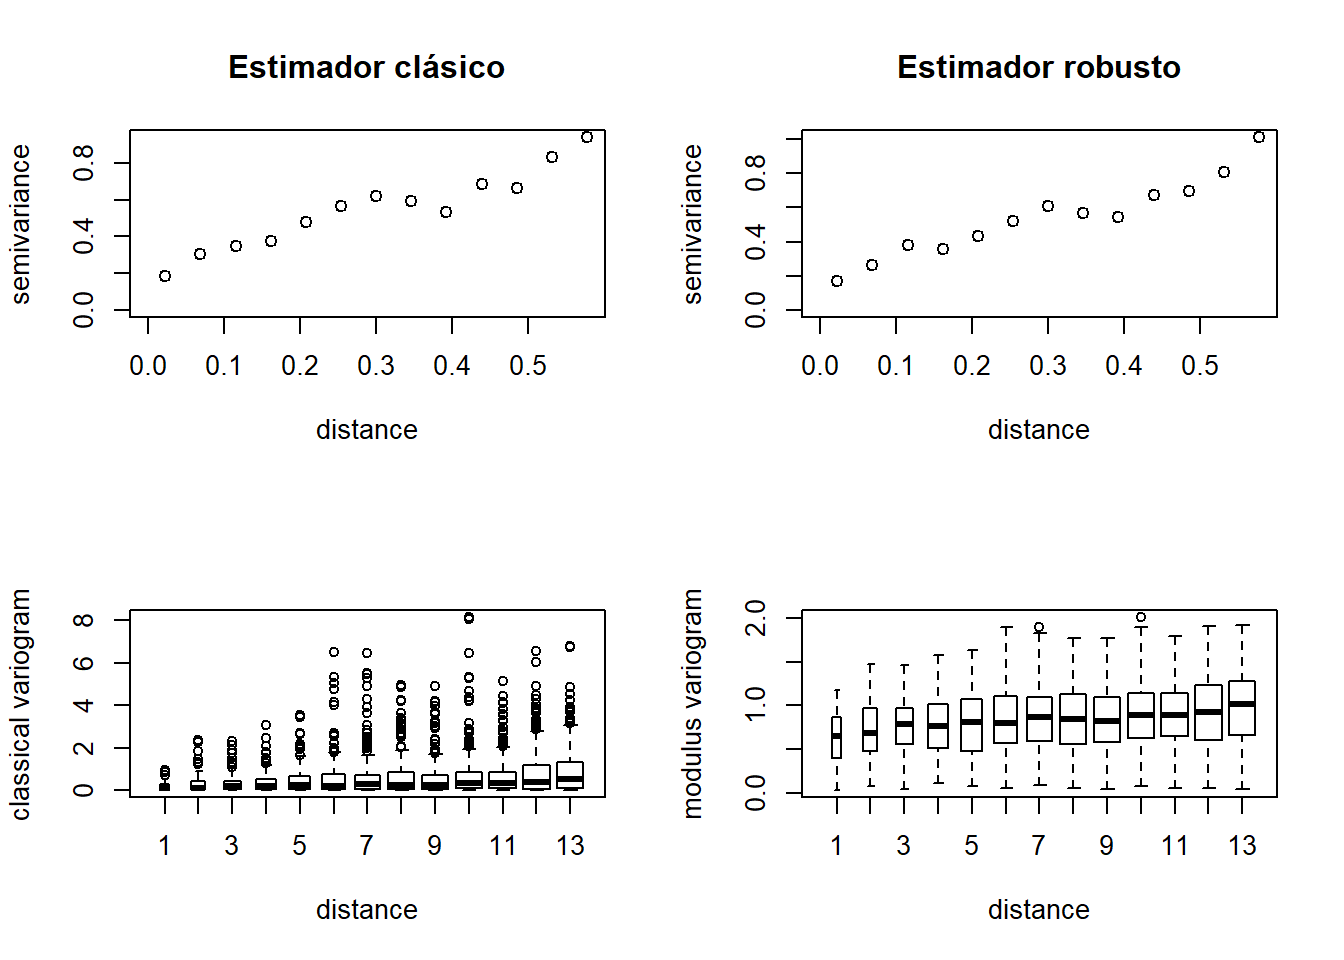 Estimador clásico
semivariance
0.0 0.4 0.8
0.0 0.1 0.2 0.3 0.4 0.5
distance
Estimador robusto
semivariance
0.0 0.4 0.8
0.0 0.1 0.2 0.3 0.4 0.5
distance
classical variogram
0 2 4 6 8
1 3 5 7 9 11 13
distance
modulus variogram
0.0 1.0 2.0
1 3 5 7 9 11 13
distance